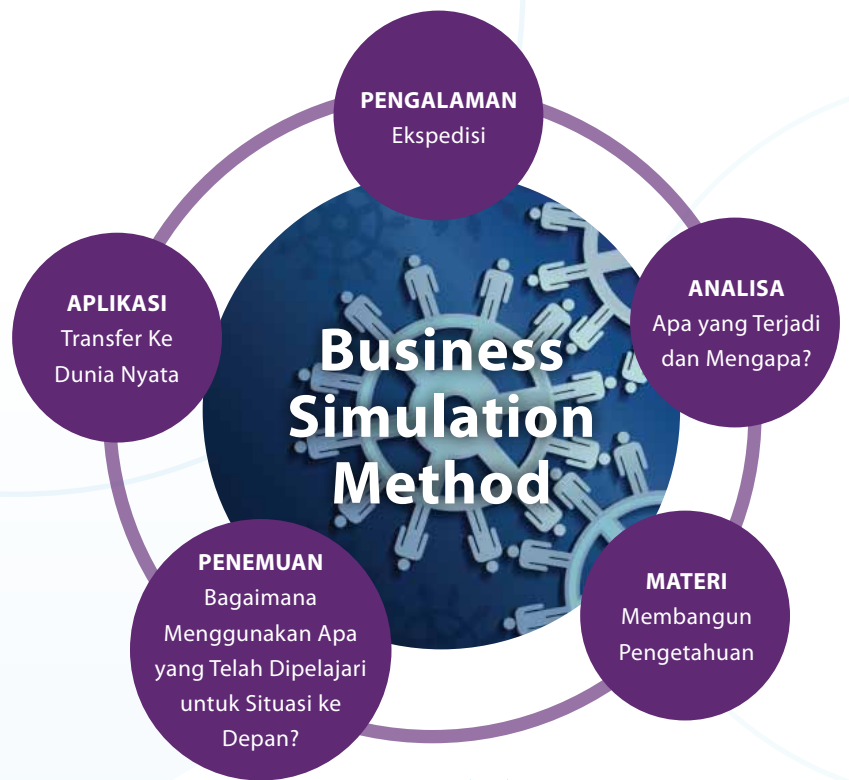 PENGALAMAN
Ekspedisi
ANALISA
Apa yang Terjadi
dan Mengapa?
MATERI
Membangun
Pengetahuan
PENEMUAN
Bagaimana
Menggunakan Apa
yang Telah Dipelajari
untuk Situasi ke
Depan?
APLIKASI
Transfer Ke
Dunia Nyata
Business
Simulation
Method